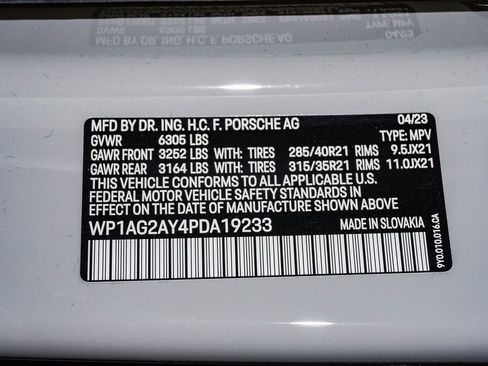 MFD BY DR. ING. H.C. F. PORSCHE AG 04/23
GVWR 6305 LBS TYPE: MPV
GAWR FRONT 3252 LBS WITH: TIRES 285/40R21 RIMS 9.5JX21
GAWR REAR 3164 LBS WITH: TIRES 315/35R21 RIMS 11.0JX21
THIS VEHICLE CONFORMS TO ALL APPLICABLE U.S.
FEDERAL MOTOR VEHICLE SAFETY STANDARDS IN
EFFECT ON THE DATE OF MANUFACTURE SHOWN ABOVE
WP1AG2AY4PDA19233 MADE IN SLOVAKIA
9Y0.010.016.CA